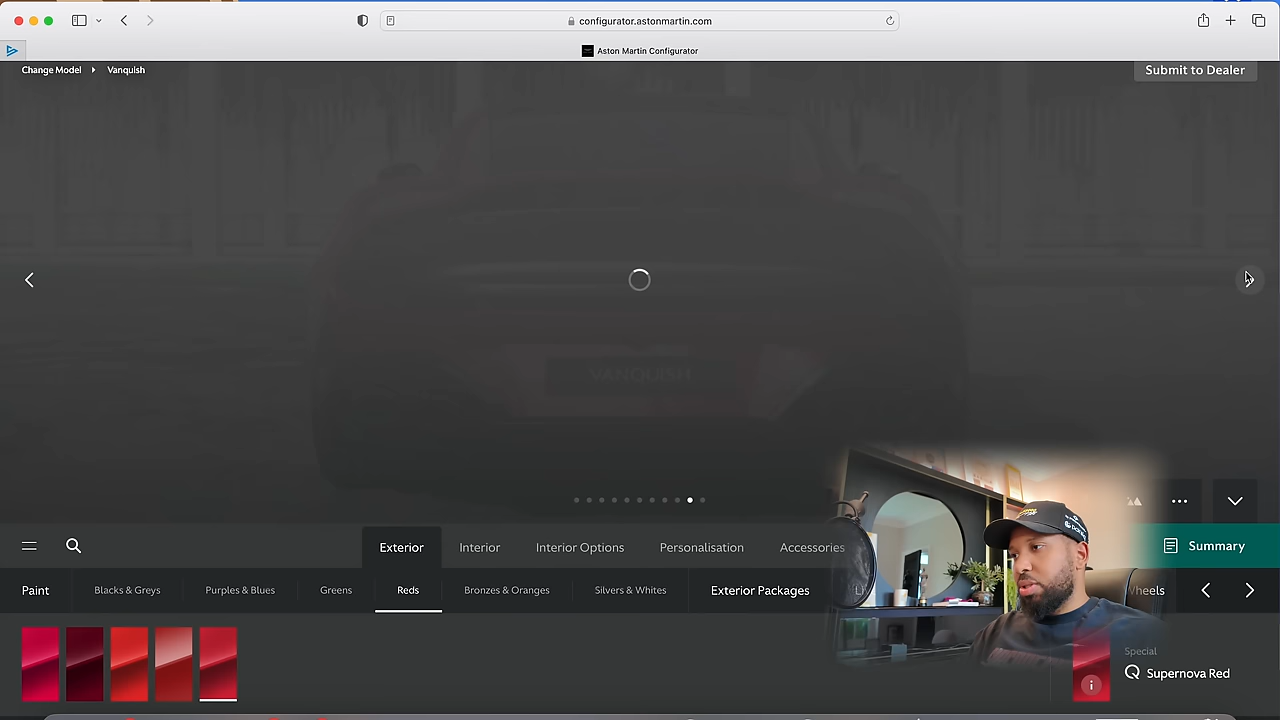 configurator.astonmartin.com
Aston Martin Configurator
Change Model
Vanquish
Submit to Dealer
VANQUISH
Exterior
Interior
Interior Options
Personalisation
Accessories
Summary
Paint
Blacks & Greys
Purples & Blues
Greens
Reds
Bronzes & Oranges
Silvers & Whites
Exterior Packages
Wheels
Special
Q Supernova Red